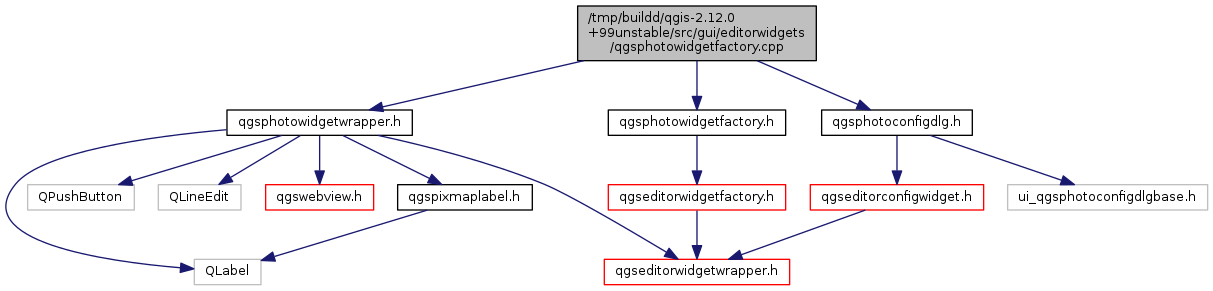 /tmp/buildd/qgis-2.12.0
+99unstable/src/gui/editorwidgets
/qgsphotowidgetfactory.cpp
qgsphotowidgetwrapper.h
qgsphotowidgetfactory.h
qgsphotoconfigdlg.h
QPushButton
QLineEdit
qgswebview.h
qgspixmaplabel.h
qgseditorwidgetfactory.h
qgseditorconfigwidget.h
ui_qgsphotoconfigdlgbase.h
QLabel
qgseditorwidgetwrapper.h